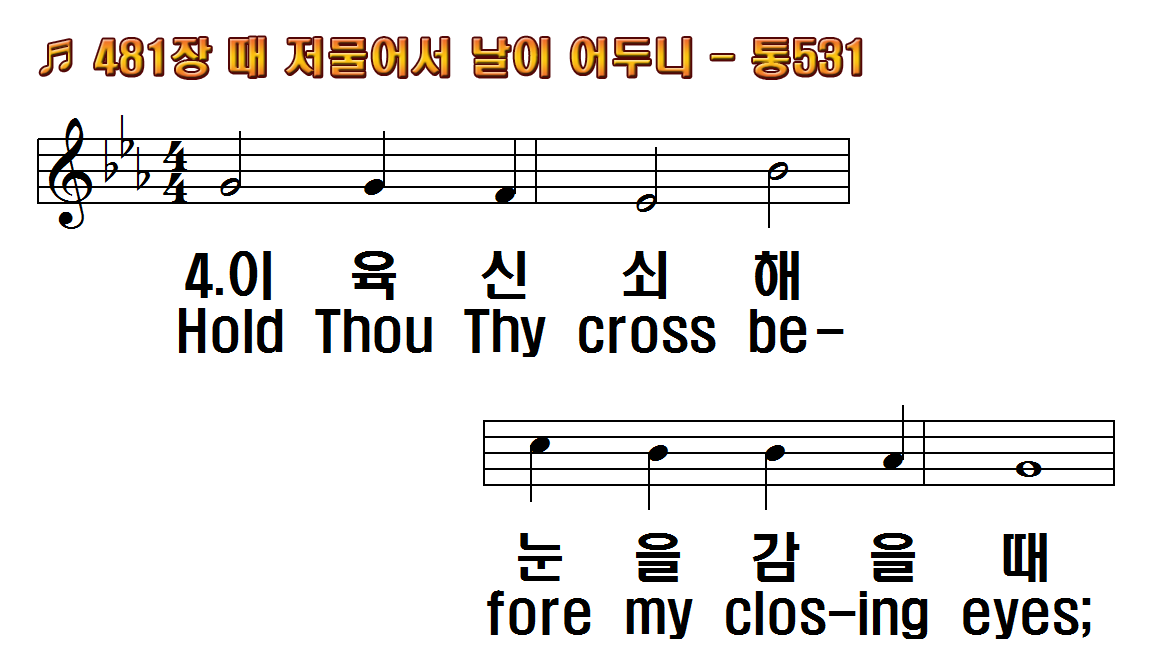 ♬ 481장 때 저물어서 날이 어두니 - 통531
4.이 육 신 쇠 해
Hold Thou Thy cross be-
눈 을 감 을 때
fore my clos-ing eyes;